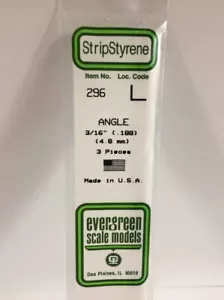 StripStyrene
Item No. Loc. Code
296
ANGLE
3/16" (.188)
(4.8 mm)
3 Pieces
Made in U.S.A.
evergreen
scale models
Des Plaines, IL 60018